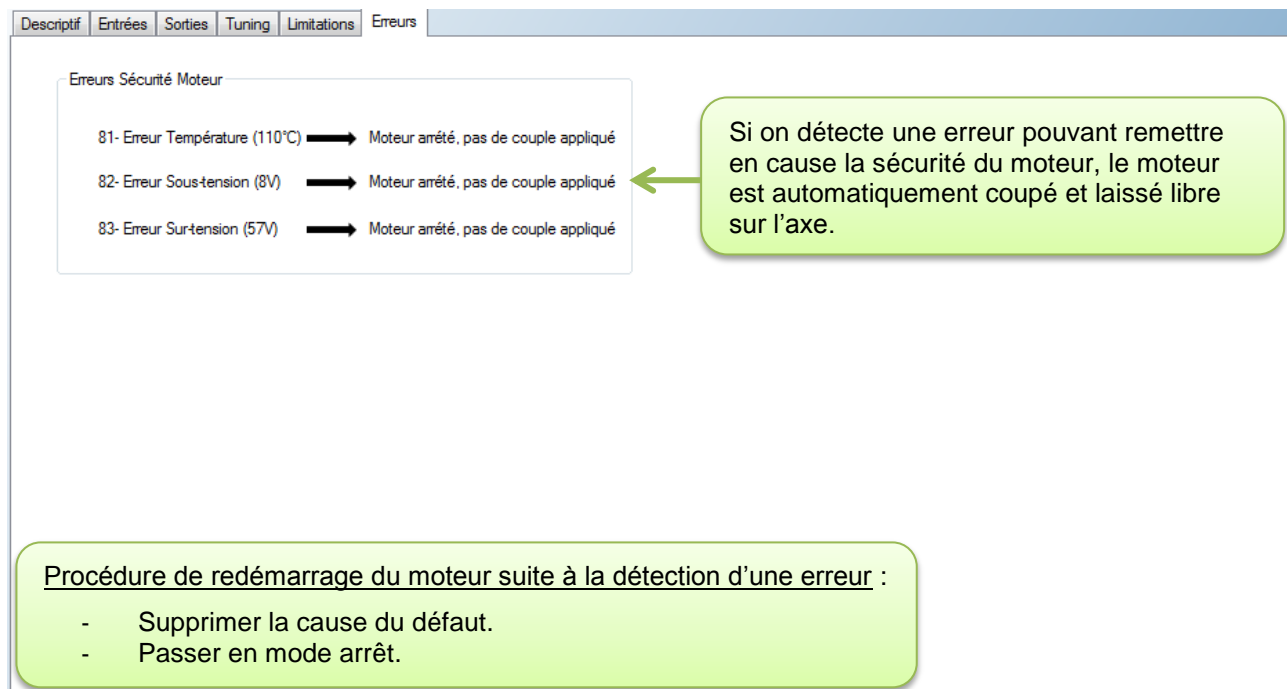 Descriptif Entrées Sorties Tuning Limitations Erreurs
Erreurs Sécurité Moteur
81- Erreur Température (110°C) Moteur arrété, pas de couple appliqué
82- Erreur Sous-tension (8V) Moteur arrété, pas de couple appliqué
83- Erreur Sur-tension (57V) Moteur arrété, pas de couple appliqué
Si on détecte une erreur pouvant remettre
en cause la sécurité du moteur, le moteur
est automatiquement coupé et laissé libre
sur l’axe.
Procédure de redémarrage du moteur suite à la détection d’une erreur :
- Supprimer la cause du défaut.
- Passer en mode arrêt.